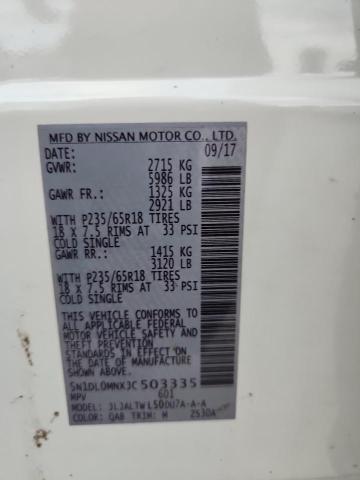 MFD BY NISSAN MOTOR CO., LTD.
DATE: 09/17
GVWR: 2715 KG
5986 LB
GAWR FR.: 1325 KG
2921 LB
WITH P235/65R18 TIRES
18 X 7.5 RIMS AT 33 PSI
COLD SINGLE
GAWR RR.: 1415 KG
3120 LB
WITH P235/65R18 TIRES
18 X 7.5 RIMS AT 33 PSI
COLD SINGLE
THIS VEHICLE CONFORMS TO
ALL APPLICABLE FEDERAL
MOTOR VEHICLE SAFETY
AND THEFT PREVENTION
STANDARDS IN EFFECT ON
THE DATE OF MANUFACTURE
SHOWN ABOVE.
5N1DL0MNXJC503335
MPV 601
MODEL: JLJALTW L50UU7A-A-A
COLOR: QAB TRIM: M ZS30A